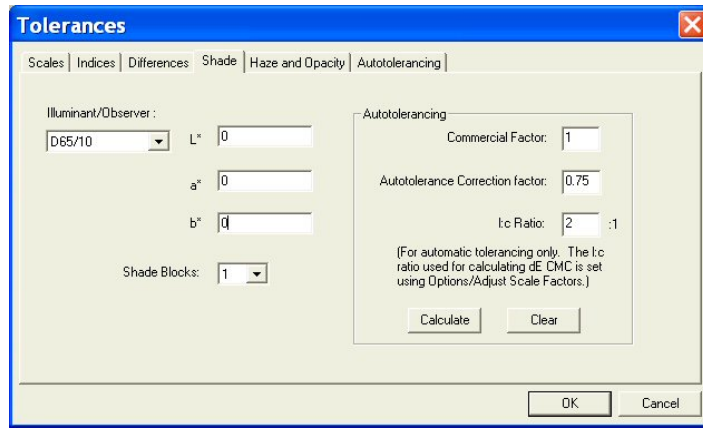 Tolerances
Scales Indices Differences Shade Haze and Opacity Autotolerancing
Illuminant/Observer :
D65/10
L* 0
a* 0
b* 0
Shade Blocks: 1
Autotolerancing
Commercial Factor: 1
Autotolerance Correction factor: 0.75
l:c Ratio: 2 :1
(For automatic tolerancing only. The l:c
ratio used for calculating dE CMC is set
using Options/Adjust Scale Factors.)
Calculate Clear
OK Cancel